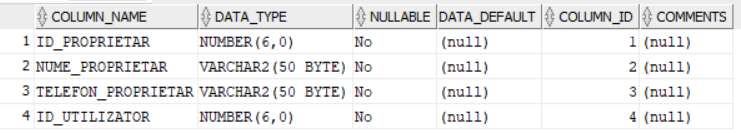 COLUMN_NAME DATA_TYPE NULLABLE DATA_DEFAULT COLUMN_ID COMMENTS
1 ID_PROPRIETAR NUMBER(6,0) No (null) 1 (null)
2 NUME_PROPRIETAR VARCHAR2(50 BYTE) No (null) 2 (null)
3 TELEFON_PROPRIETAR VARCHAR2(50 BYTE) No (null) 3 (null)
4 ID_UTILIZATOR NUMBER(6,0) No (null) 4 (null)